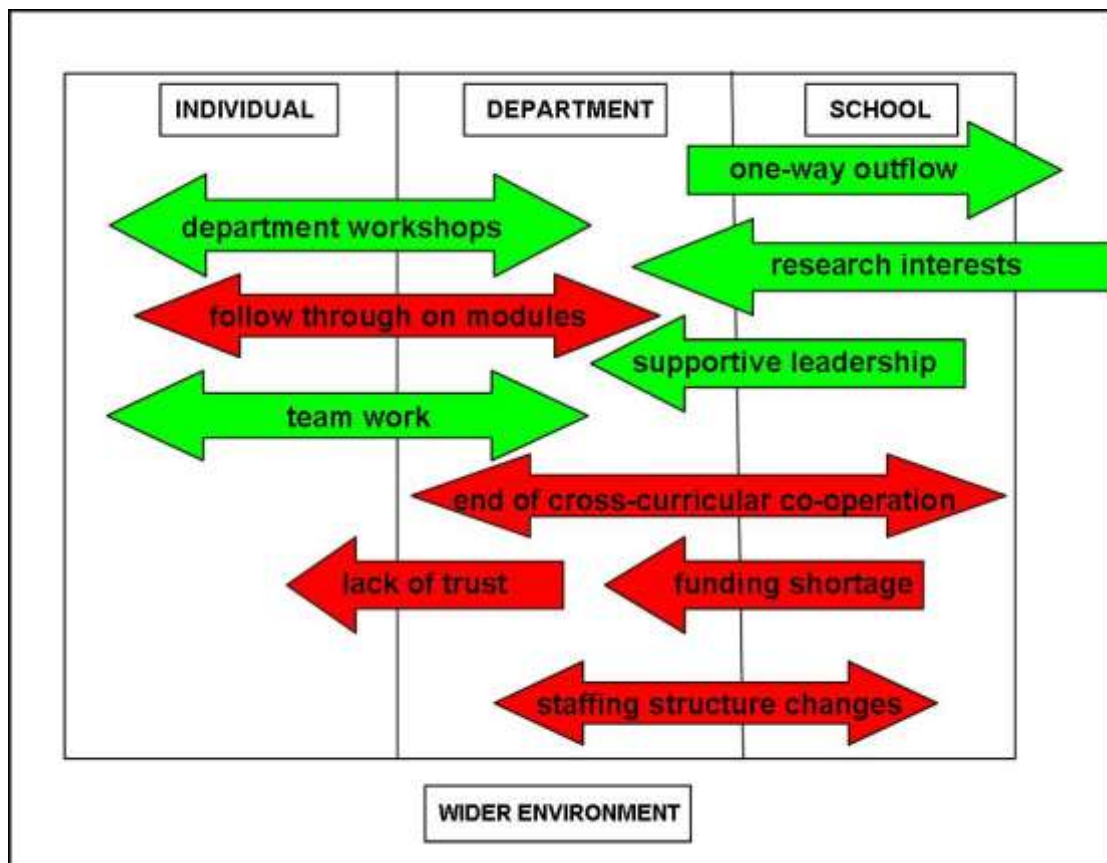 INDIVIDUAL
DEPARTMENT
SCHOOL
one-way outflow
department workshops
research interests
follow through on modules
supportive leadership
team work
end of cross-curricular co-operation
lack of trust
funding shortage
staffing structure changes
WIDER ENVIRONMENT